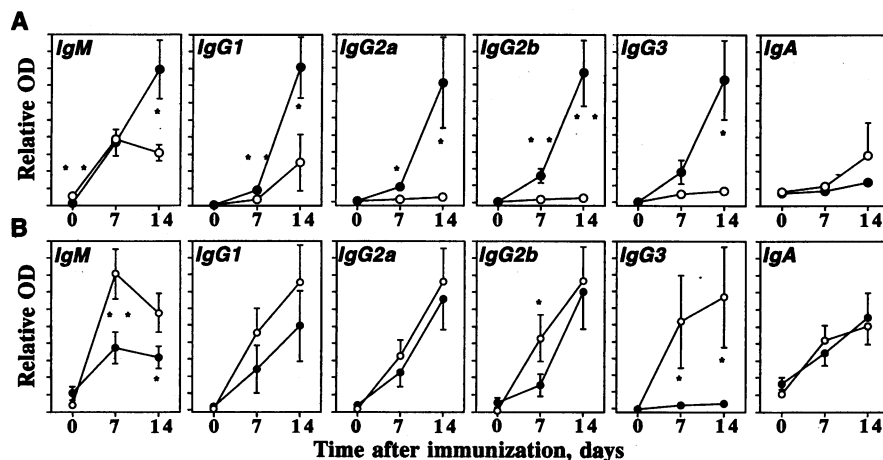 A
IgM IgG1 IgG2a IgG2b IgG3 IgA
Relative OD
* * * * * * * * * * * * *
0 7 14 0 7 14 0 7 14 0 7 14 0 7 14 0 7 14
B
IgM IgG1 IgG2a IgG2b IgG3 IgA
Relative OD
* * * * * *
0 7 14 0 7 14 0 7 14 0 7 14 0 7 14 0 7 14
Time after immunization, days